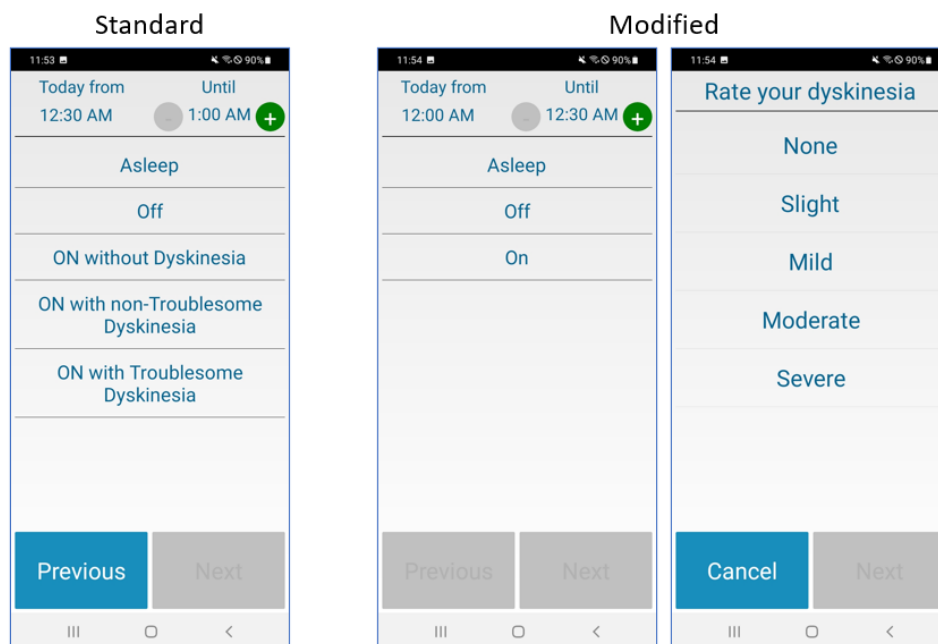 Standard
Modified
11:53 90%
Today from Until
12:30 AM - 1:00 AM +
Asleep
Off
ON without Dyskinesia
ON with non-Troublesome
Dyskinesia
ON with Troublesome
Dyskinesia
Previous Next
11:54 90%
Today from Until
12:00 AM - 12:30 AM +
Asleep
Off
On
Previous Next
11:54 90%
Rate your dyskinesia
None
Slight
Mild
Moderate
Severe
Cancel Next